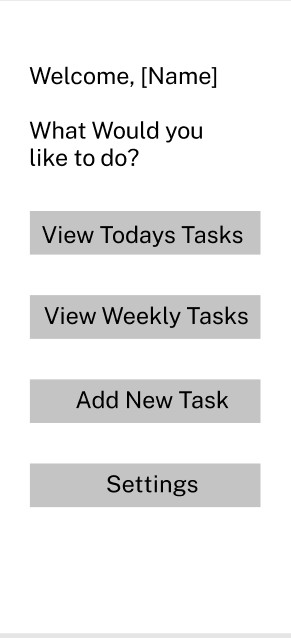 Welcome, [Name]
What Would you
like to do?
View Todays Tasks
View Weekly Tasks
Add New Task
Settings